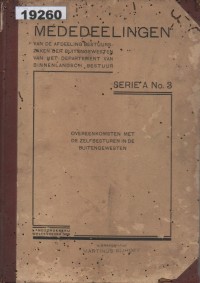 19260
MEDEDEELINGEN
VAN DE AFDEELING BESTUURS-
ZAKEN DER BUITENGEWESTEN
VAN HET DEPARTEMENT VAN
BINNENLANDSCH BESTUUR
SERIE A No. 3
OVEREENKOMSTEN MET
DE ZELFBESTUREN IN DE
BUITENGEWESTEN